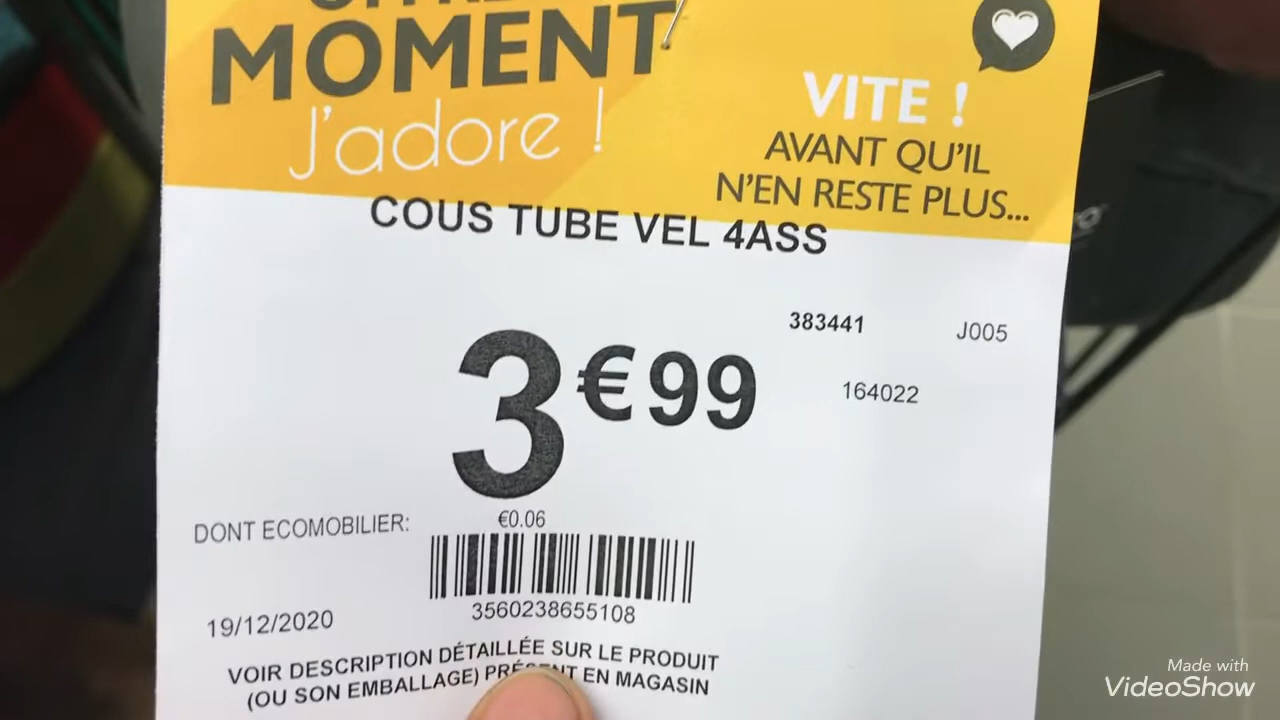 MOMENT
J'adore !
VITE !
AVANT QU'IL
N'EN RESTE PLUS...
COUS TUBE VEL 4ASS
383441 J005
3€99
164022
DONT ECOMOBILIER: €0.06
3560238655108
19/12/2020
VOIR DESCRIPTION DÉTAILLÉE SUR LE PRODUIT
(OU SON EMBALLAGE) EN MAGASIN
Made with
VideoShow